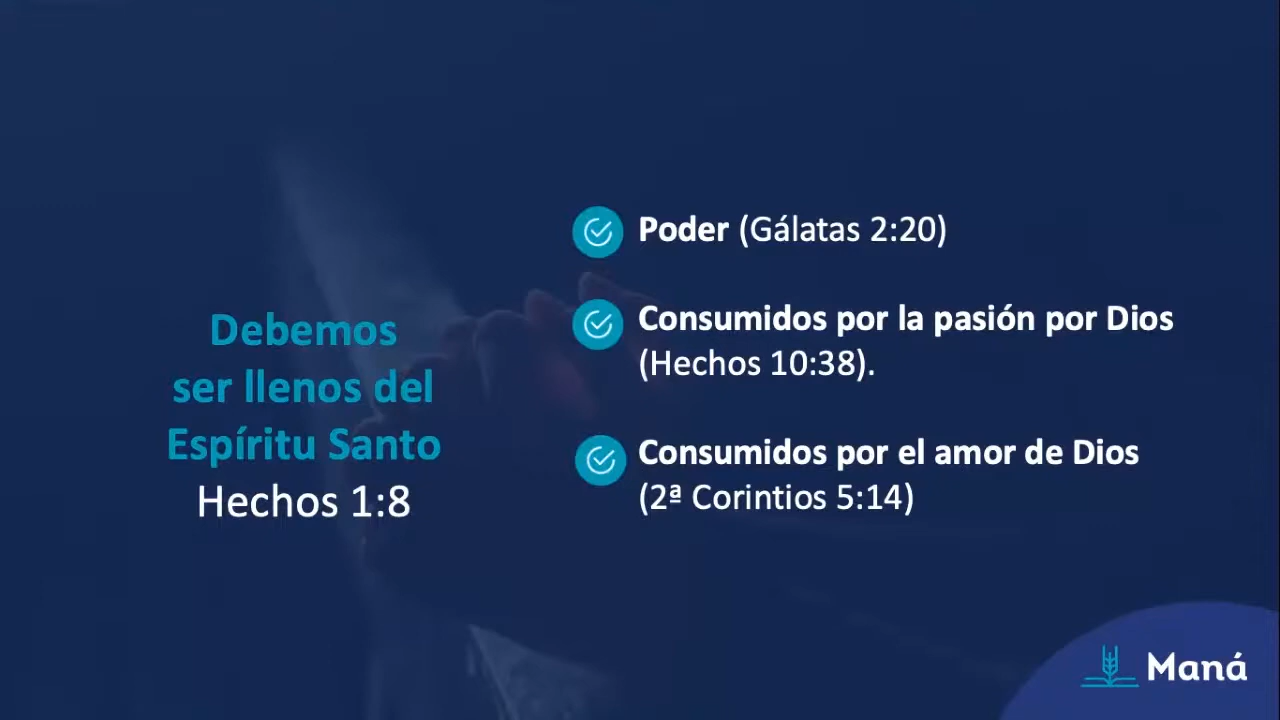 Debemos
ser llenos del
Espíritu Santo
Hechos 1:8
Poder (Gálatas 2:20)
Consumidos por la pasión por Dios
(Hechos 10:38).
Consumidos por el amor de Dios
(2ª Corintios 5:14)
Maná